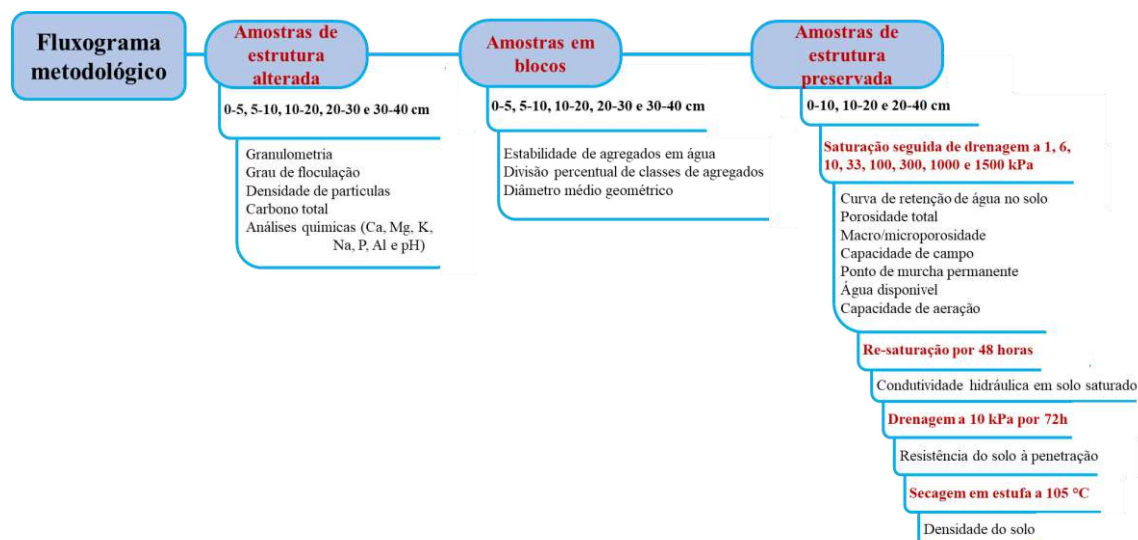 Fluxograma
metodológico
Amostras de
estrutura
alterada
0-5, 5-10, 10-20, 20-30 e 30-40 cm
Granulometria
Grau de floculação
Densidade de partículas
Carbono total
Análises químicas (Ca, Mg, K,
Na, P, Al e pH)
Amostras em
blocos
0-5, 5-10, 10-20, 20-30 e 30-40 cm
Estabilidade de agregados em água
Divisão percentual de classes de agregados
Diâmetro médio geométrico
Amostras de
estrutura
preservada
0-10, 10-20 e 20-40 cm
Saturação seguida de drenagem a 1, 6,
10, 33, 100, 300, 1000 e 1500 kPa
Curva de retenção de água no solo
Porosidade total
Macro/microporosidade
Capacidade de campo
Ponto de murcha permanente
Água disponível
Capacidade de aeração
Re-saturação por 48 horas
Condutividade hidráulica em solo saturado
Drenagem a 10 kPa por 72h
Resistência do solo à penetração
Secagem em estufa a 105 °C
Densidade do solo